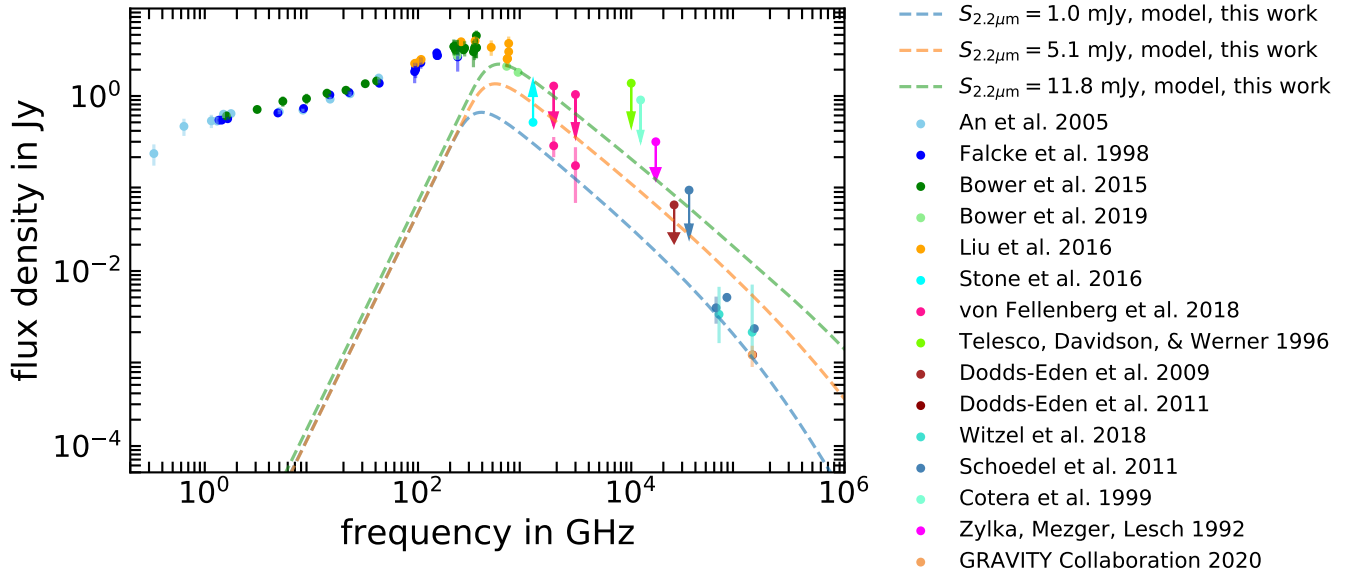 flux density in Jy
10^0
10^-2
10^-4
10^0 10^2 10^4 10^6
frequency in GHz
S_2.2μm = 1.0 mJy, model, this work
S_2.2μm = 5.1 mJy, model, this work
S_2.2μm = 11.8 mJy, model, this work
An et al. 2005
Falcke et al. 1998
Bower et al. 2015
Bower et al. 2019
Liu et al. 2016
Stone et al. 2016
von Fellenberg et al. 2018
Telesco, Davidson, & Werner 1996
Dodds-Eden et al. 2009
Dodds-Eden et al. 2011
Witzel et al. 2018
Schoedel et al. 2011
Cotera et al. 1999
Zylka, Mezger, Lesch 1992
GRAVITY Collaboration 2020